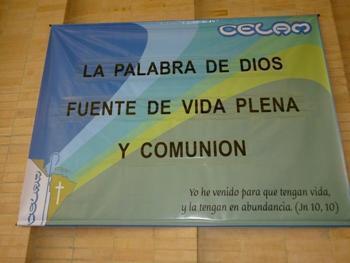 CELAM
LA PALABRA DE DIOS
FUENTE DE VIDA PLENA
Y COMUNION
CELAM
Yo he venido para que tengan vida,
y la tengan en abundancia. (Jn 10, 10)